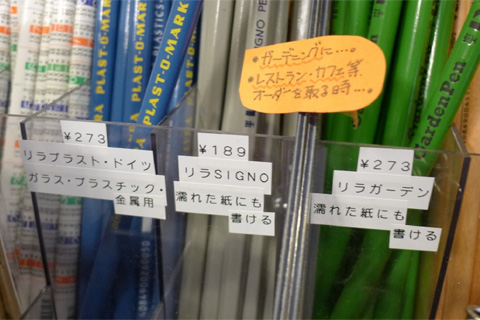 PLAST-O-MARK
PLAST-O-MARK
PLAST-O-MARK
SIGNO PEN
GardenPen
ガーデニングに…
レストラン・カフェ等
オーダを取る時…
¥273
リラプラスト・ドイツ
ガラス・プラスチック・
金属用
¥189
リラSIGNO
濡れた紙にも
書ける
¥273
リラガーデン
濡れた紙にも
書ける